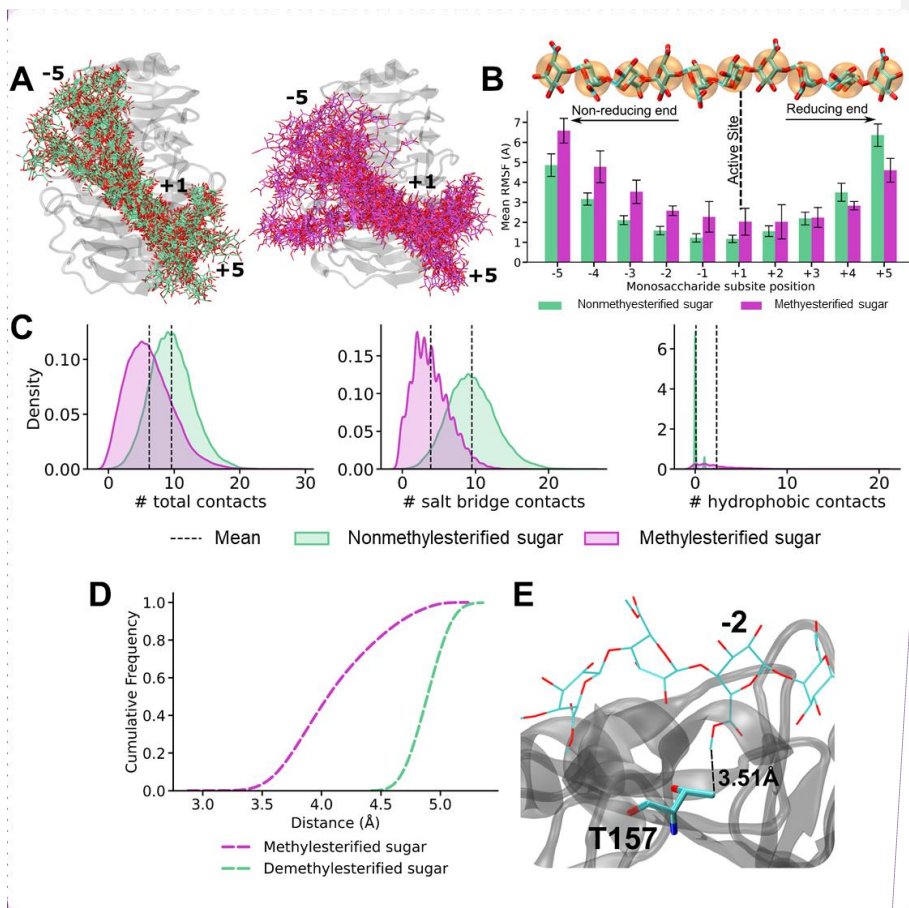 A
-5
+1
+5
-5
+1
+5
B
Non-reducing end
Reducing end
Active Site
Mean RMSF (A)
7
6
5
4
3
2
1
0
-5 -4 -3 -2 -1 +1 +2 +3 +4 +5
Monosaccharide subsite position
Nonmethyesterified sugar Methyesterified sugar
C
Density
0.10
0.05
0.00
0 10 20 30
# total contacts
0.15
0.10
0.05
0.00
0 10 20
# salt bridge contacts
6
4
2
0
0 10 20
# hydrophobic contacts
Mean Nonmethylesterified sugar Methylesterified sugar
D
Cumulative Frequency
1.0
0.8
0.6
0.4
0.2
0.0
3.0 3.5 4.0 4.5 5.0
Distance (Å)
Methylesterified sugar
Demethylesterified sugar
E
-2
3.51Å
T157